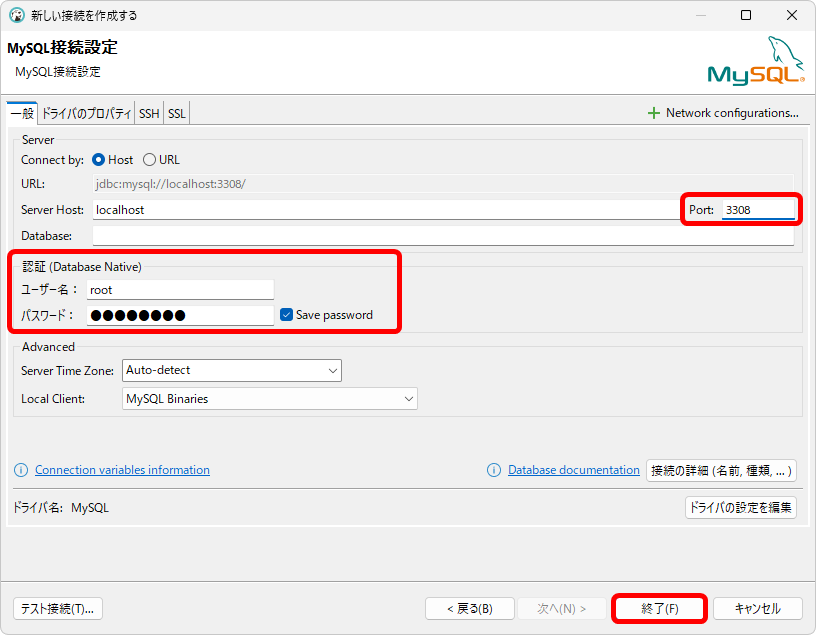 新しい接続を作成する
MySQL接続設定
MySQL接続設定
MySQL®
一般 ドライバのプロパティ SSH SSL Network configurations...
Server
Connect by: Host URL
URL: jdbc:mysql://localhost:3308/
Server Host: localhost Port: 3308
Database:
認証 (Database Native)
ユーザー名： root
パスワード： ●●●●●●●● Save password
Advanced
Server Time Zone: Auto-detect
Local Client: MySQL Binaries
Connection variables information Database documentation 接続の詳細 (名前, 種類, ... )
ドライバ名: MySQL ドライバの設定を編集
テスト接続(T)... < 戻る(B) 次へ(N) > 終了(F) キャンセル